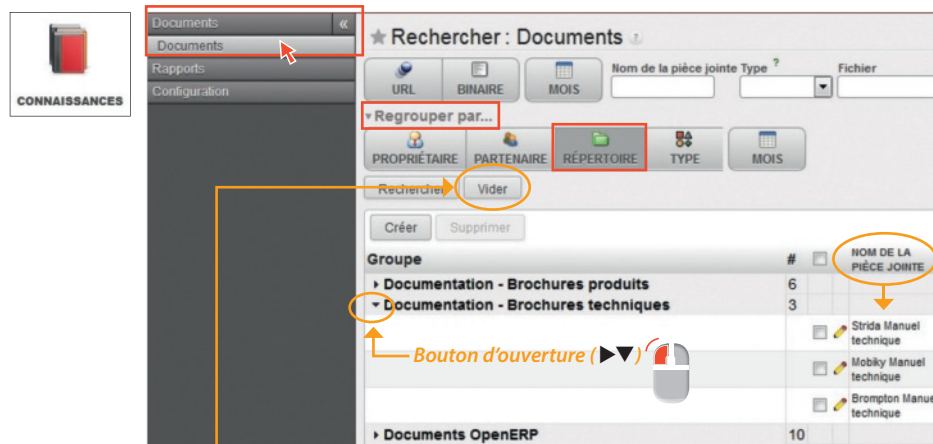 CONNAISSANCES
Documents «
Documents
Rapports
Configuration
Rechercher : Documents ?
URL BINAIRE MOIS
Nom de la pièce jointe Type ? Fichier
Regrouper par...
PROPRIÉTAIRE PARTENAIRE RÉPERTOIRE TYPE MOIS
Rechercher Vider
Créer Supprimer
Groupe # NOM DE LA
PIÈCE JOINTE
Documentation - Brochures produits 6
Documentation - Brochures techniques 3
Strida Manuel
technique
Bouton d'ouverture (▶▼)
Mobiky Manuel
technique
Brompton Manue
technique
Documents OpenERP 10